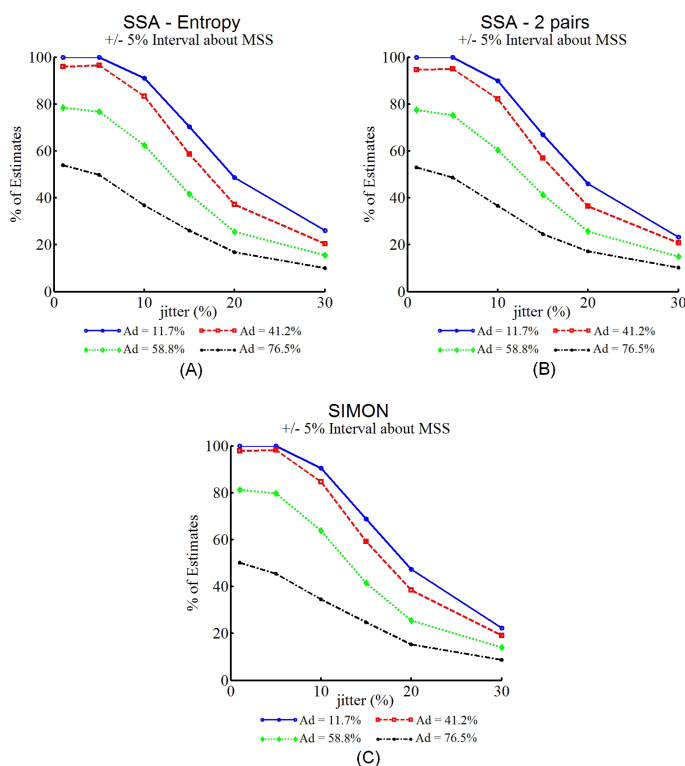 SSA - Entropy
+/- 5% Interval about MSS
% of Estimates
100
80
60
40
20
0
0 10 20 30
jitter (%)
Ad = 11.7% Ad = 41.2%
Ad = 58.8% Ad = 76.5%
(A)
SSA - 2 pairs
+/- 5% Interval about MSS
% of Estimates
100
80
60
40
20
0
0 10 20 30
jitter (%)
Ad = 11.7% Ad = 41.2%
Ad = 58.8% Ad = 76.5%
(B)
SIMON
+/- 5% Interval about MSS
% of Estimates
100
80
60
40
20
0
0 10 20 30
jitter (%)
Ad = 11.7% Ad = 41.2%
Ad = 58.8% Ad = 76.5%
(C)